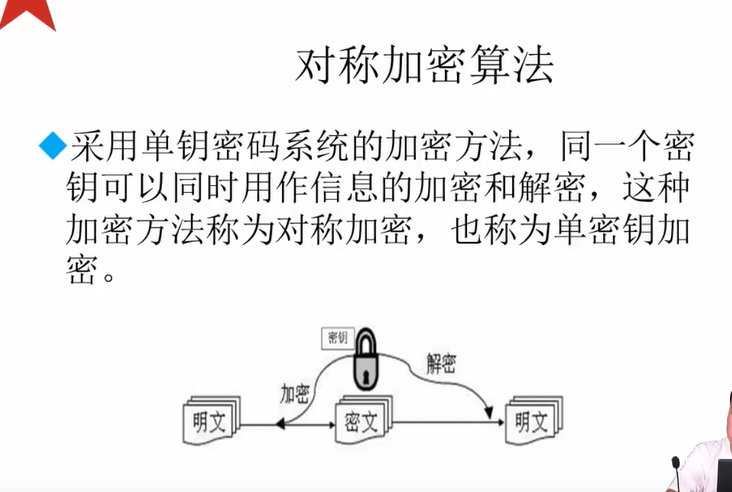 对称加密算法
采用单钥密码系统的加密方法，同一个密
钥可以同时用作信息的加密和解密，这种
加密方法称为对称加密，也称为单密钥加
密。
密钥
解密
加密
明文
密文
明文